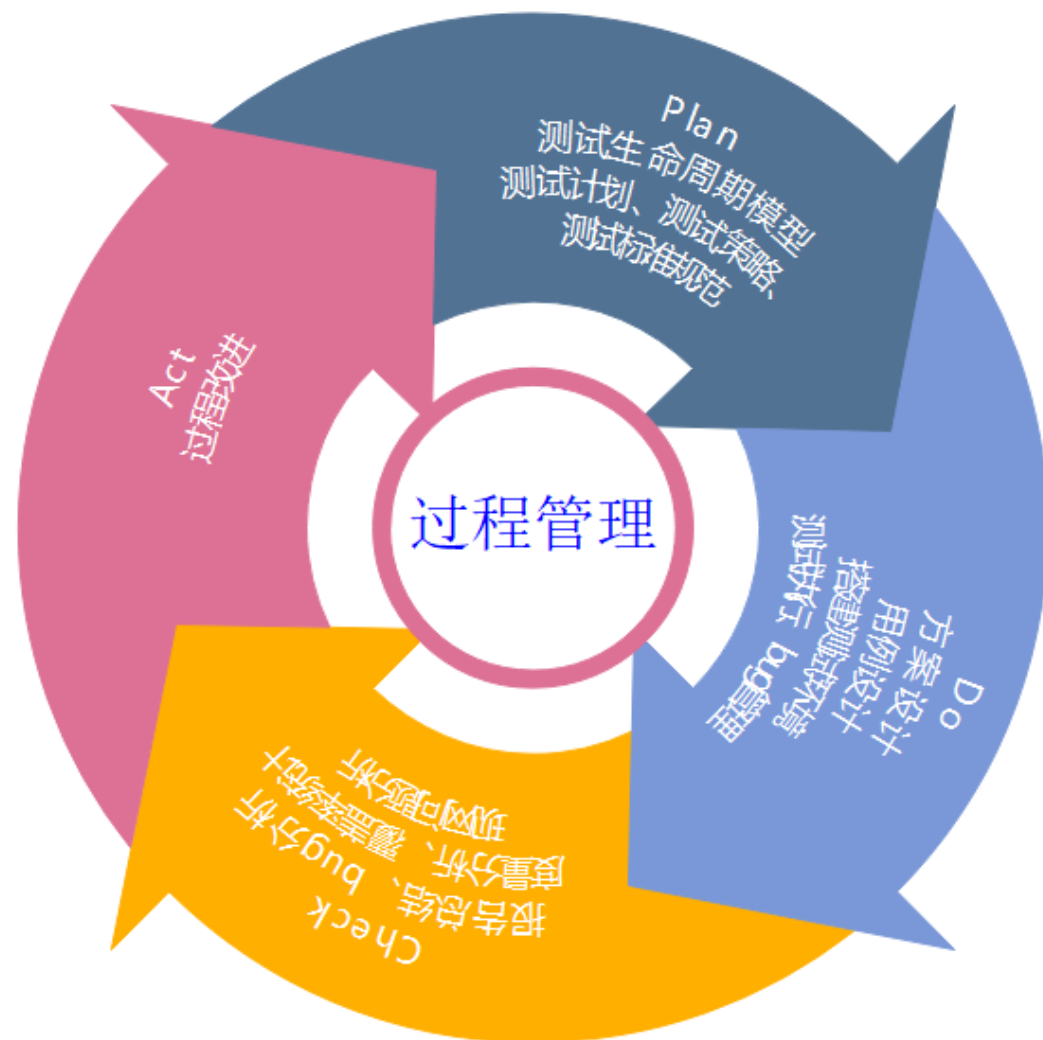 Plan
测试生命周期模型
测试计划、测试策略、
测试标准规范
Do
方案设计
用例设计
搭建测试环境
测试执行、bug管理
Check
报告总结、bug分析
度量分析、覆盖率统计
现网问题分析
Act
过程改进
过程管理